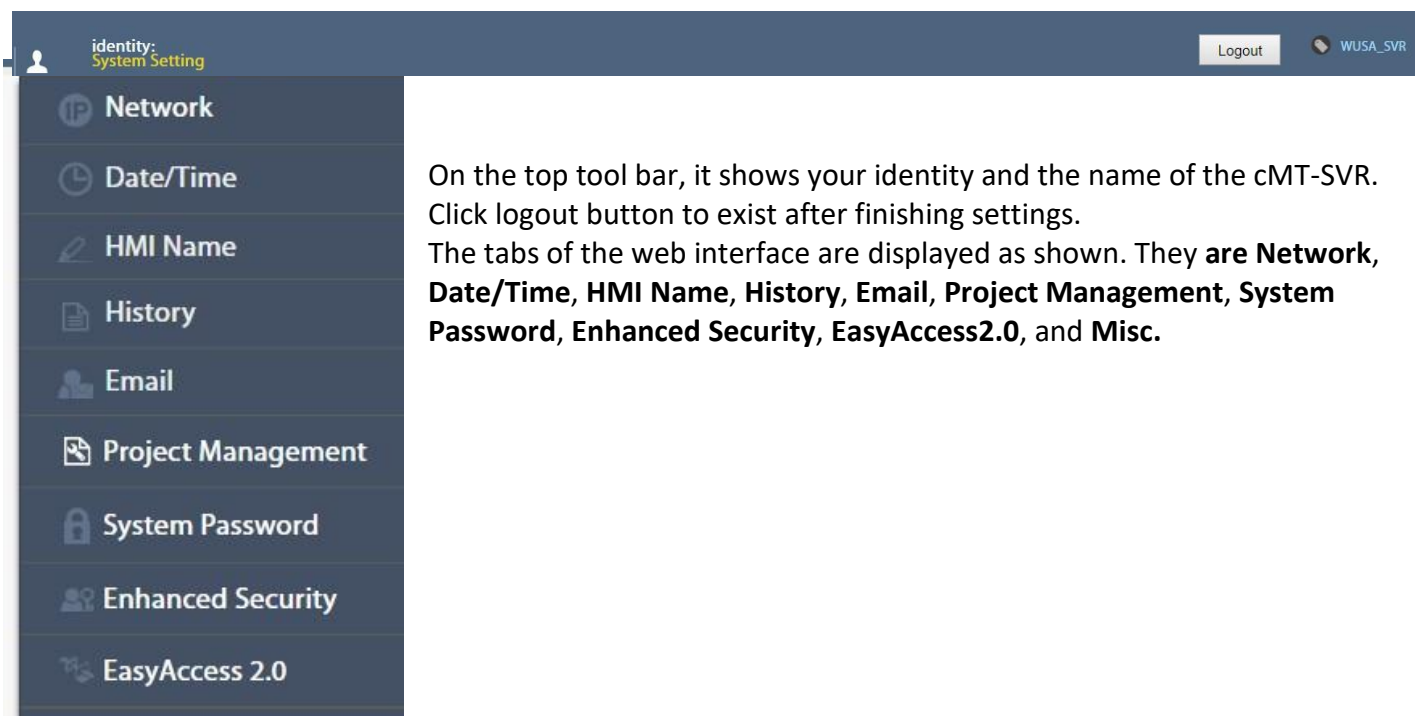 identity:
System Setting
Logout
WUSA_SVR
Network
Date/Time
HMI Name
History
Email
Project Management
System Password
Enhanced Security
EasyAccess 2.0
On the top tool bar, it shows your identity and the name of the cMT-SVR.
Click logout button to exist after finishing settings.
The tabs of the web interface are displayed as shown. They are Network,
Date/Time, HMI Name, History, Email, Project Management, System
Password, Enhanced Security, EasyAccess2.0, and Misc.